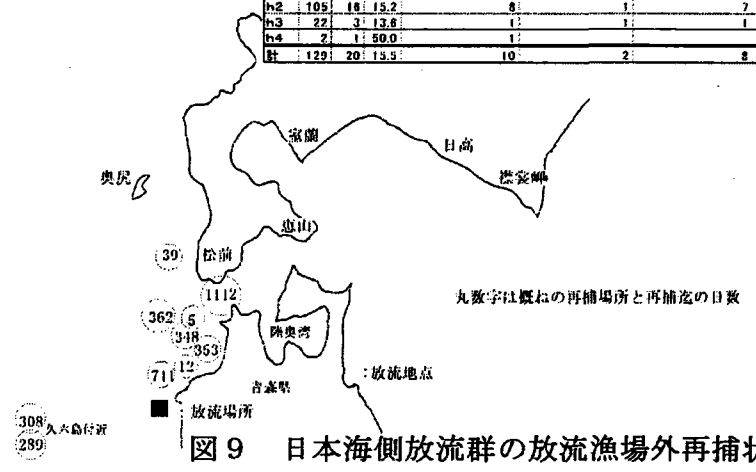 h2 105 16 15.2 8 1 7
h3 22 3 13.6 1 1 1
h4 2 1 50.0 1
計 129 20 15.5 10 2 8
室蘭
日高
奥尻
襟裳岬
恵山
39
松前
1112
丸数字は概ねの再捕場所と再捕迄の日数
362
5
348
陸奥湾
353
12
711
:放流地点
青森県
放流場所
308
久六島付近
289
図9 日本海側放流群の放流漁場外再捕状